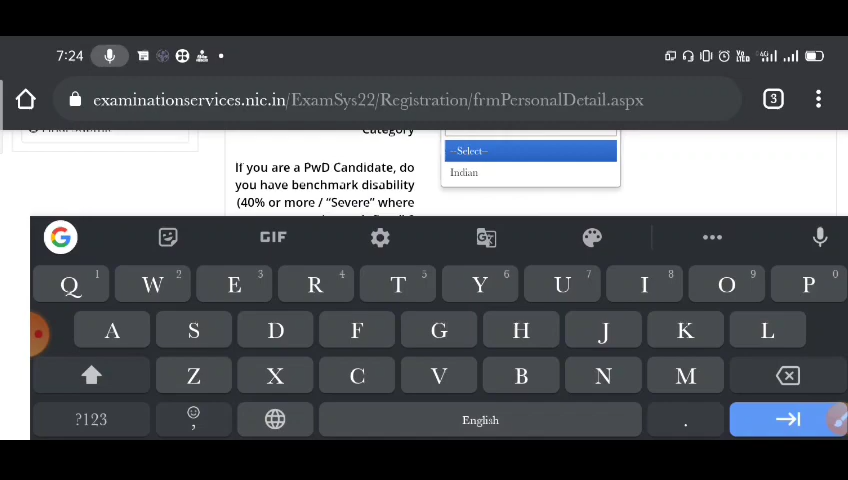 7:24
examinationservices.nic.in/ExamSys22/Registration/frmPersonalDetail.aspx
3
Category
--Select--
Indian
If you are a PwD Candidate, do
you have benchmark disability
(40% or more / “Severe” where
G GIF
Q 1 W 2 E 3 R 4 T 5 Y 6 U 7 I 8 O 9 P 0
A S D F G H J K L
Z X C V B N M
?123 , English .